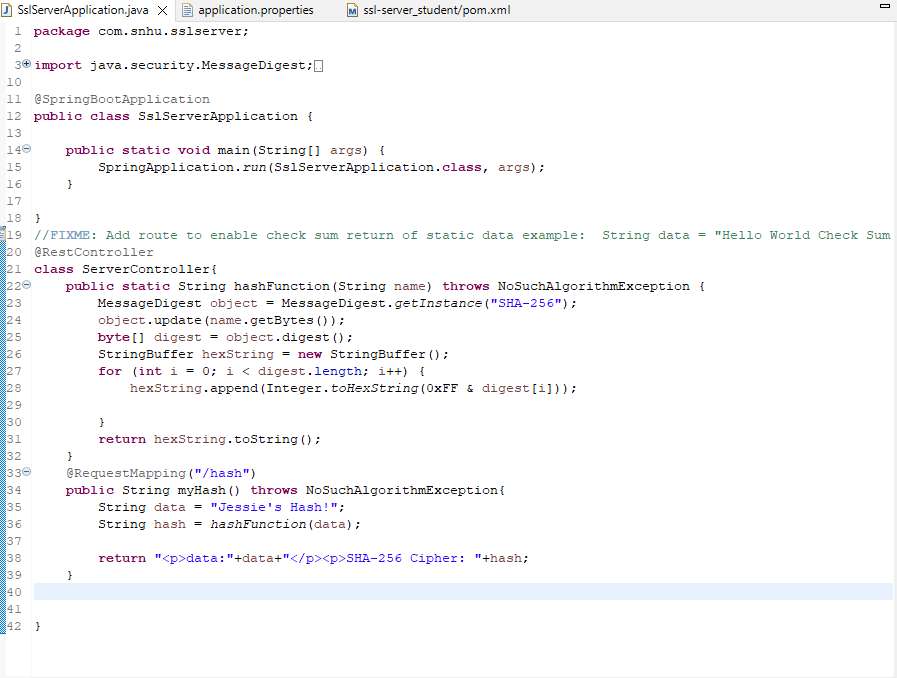 SslServerApplication.java application.properties ssl-server_student/pom.xml
1 package com.snhu.sslserver;
2
3 import java.security.MessageDigest;
10
11 @SpringBootApplication
12 public class SslServerApplication {
13
14 public static void main(String[] args) {
15 SpringApplication.run(SslServerApplication.class, args);
16 }
17
18 }
19 //FIXME: Add route to enable check sum return of static data example:  String data = "Hello World Check Sum
20 @RestController
21 class ServerController{
22 public static String hashFunction(String name) throws NoSuchAlgorithmException {
23 MessageDigest object = MessageDigest.getInstance("SHA-256");
24 object.update(name.getBytes());
25 byte[] digest = object.digest();
26 StringBuffer hexString = new StringBuffer();
27 for (int i = 0; i < digest.length; i++) {
28 hexString.append(Integer.toHexString(0xFF & digest[i]));
29
30 }
31 return hexString.toString();
32 }
33 @RequestMapping("/hash")
34 public String myHash() throws NoSuchAlgorithmException{
35 String data = "Jessie's Hash!";
36 String hash = hashFunction(data);
37
38 return "<p>data:"+data+"</p><p>SHA-256 Cipher: "+hash;
39 }
40
41
42 }